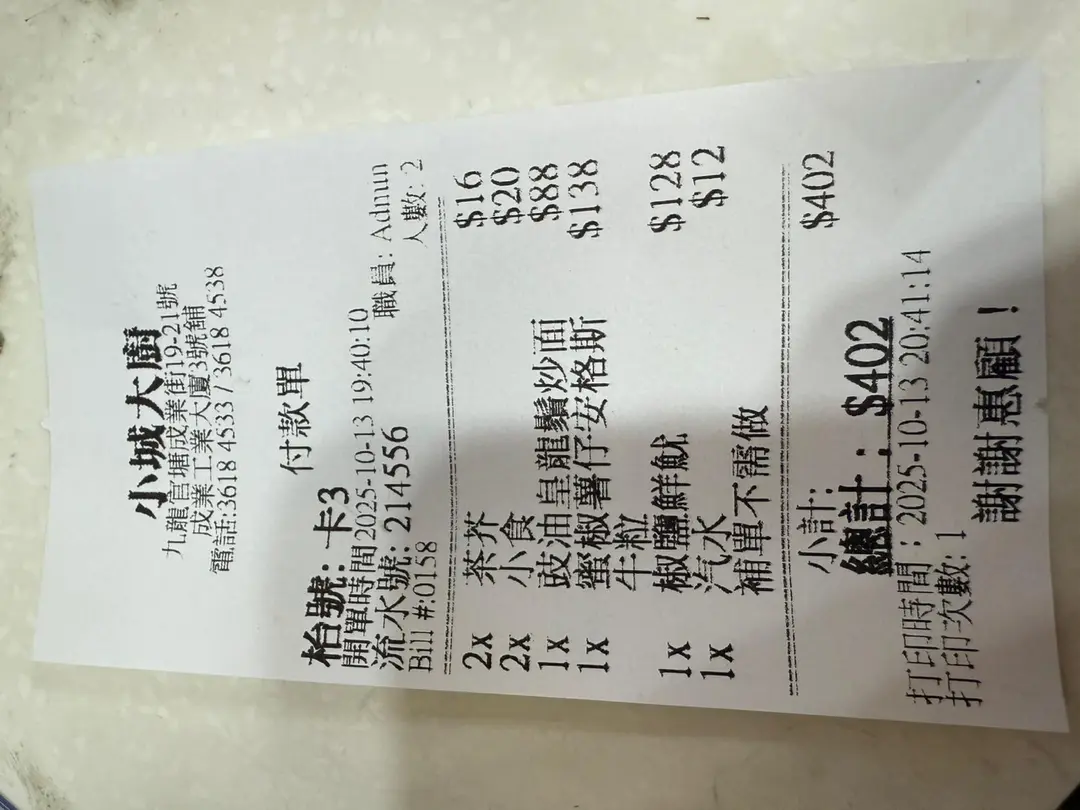 小城大廚
九龍官塘成業街19-21號
成業工業大廈3號舖
電話:3618 4533 / 3618 4538
付款單
枱號: 卡3
開單時間 2025-10-13 19:40:10
流水號: 214556 職員: Admin
Bill #:0158 人數: 2
2x 茶芥 $16
2x 小食 $20
1x 豉油皇龍鬚炒面 $88
1x 蜜椒薯仔安格斯 $138
牛粒
1x 椒鹽鮮魷 $128
1x 汽水 $12
補單不需做
小計: $402
總計: $402
打印時間：2025-10-13 20:41:14
打印次數: 1
謝謝惠顧！